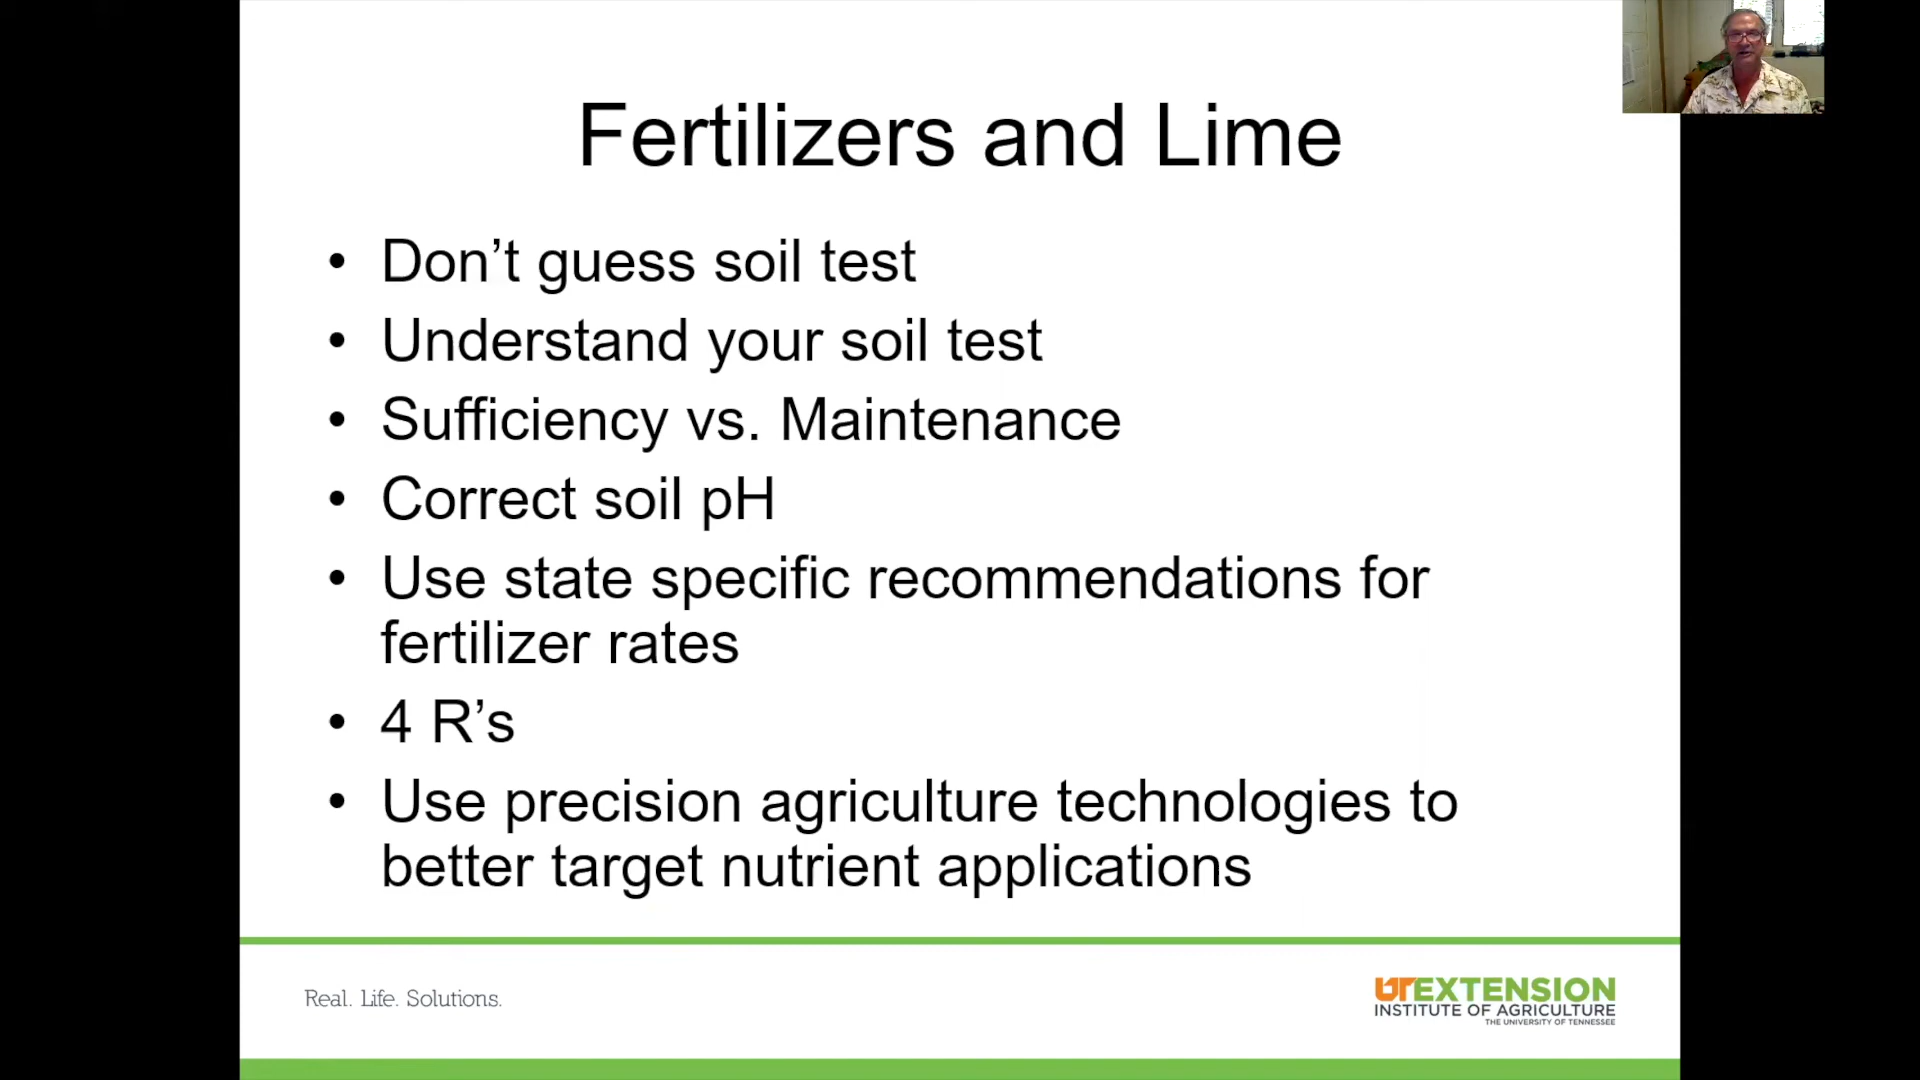 Fertilizers and Lime
• Don’t guess soil test
• Understand your soil test
• Sufficiency vs. Maintenance
• Correct soil pH
• Use state specific recommendations for
fertilizer rates
• 4 R’s
• Use precision agriculture technologies to
better target nutrient applications
Real. Life. Solutions.
UTEXTENSION
INSTITUTE OF AGRICULTURE
THE UNIVERSITY OF TENNESSEE